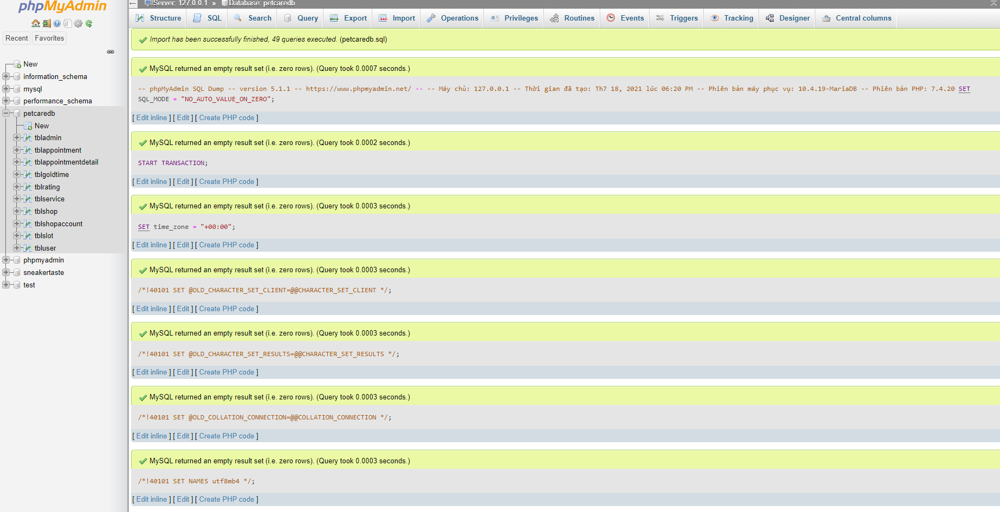 phpMyAdmin
Recent
Favorites
New
information_schema
mysql
performance_schema
petcaredb
New
tbladmin
tblappointment
tblappointmentdetail
tblgoldtime
tblrating
tblservice
tblshop
tblshopaccount
tblslot
tbluser
phpmyadmin
sneakertaste
test
Server: 127.0.0.1 » Database: petcaredb
Structure SQL Search Query Export Import Operations Privileges Routines Events Triggers Tracking Designer Central columns
Import has been successfully finished, 49 queries executed. (petcaredb.sql)
MySQL returned an empty result set (i.e. zero rows). (Query took 0.0007 seconds.)
-- phpMyAdmin SQL Dump -- version 5.1.1 -- https://www.phpmyadmin.net/ -- -- Máy chủ: 127.0.0.1 -- Thời gian đã tạo: Th7 18, 2021 lúc 06:20 PM -- Phiên bản máy phục vụ: 10.4.19-MariaDB -- Phiên bản PHP: 7.4.20 SET
SQL_MODE = "NO_AUTO_VALUE_ON_ZERO";
[ Edit inline ] [ Edit ] [ Create PHP code ]
MySQL returned an empty result set (i.e. zero rows). (Query took 0.0002 seconds.)
START TRANSACTION;
[ Edit inline ] [ Edit ] [ Create PHP code ]
MySQL returned an empty result set (i.e. zero rows). (Query took 0.0003 seconds.)
SET time_zone = "+00:00";
[ Edit inline ] [ Edit ] [ Create PHP code ]
MySQL returned an empty result set (i.e. zero rows). (Query took 0.0003 seconds.)
/*!40101 SET @OLD_CHARACTER_SET_CLIENT=@@CHARACTER_SET_CLIENT */;
[ Edit inline ] [ Edit ] [ Create PHP code ]
MySQL returned an empty result set (i.e. zero rows). (Query took 0.0003 seconds.)
/*!40101 SET @OLD_CHARACTER_SET_RESULTS=@@CHARACTER_SET_RESULTS */;
[ Edit inline ] [ Edit ] [ Create PHP code ]
MySQL returned an empty result set (i.e. zero rows). (Query took 0.0003 seconds.)
/*!40101 SET @OLD_COLLATION_CONNECTION=@@COLLATION_CONNECTION */;
[ Edit inline ] [ Edit ] [ Create PHP code ]
MySQL returned an empty result set (i.e. zero rows). (Query took 0.0003 seconds.)
/*!40101 SET NAMES utf8mb4 */;
[ Edit inline ] [ Edit ] [ Create PHP code ]